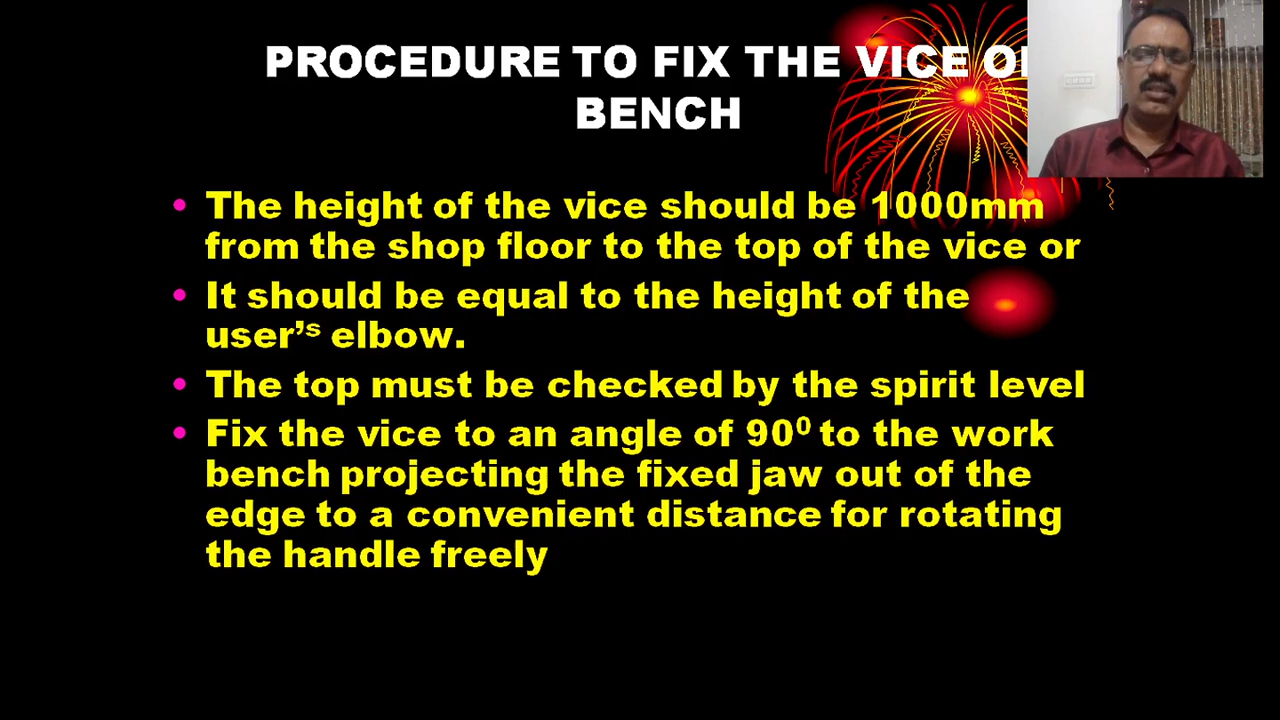 PROCEDURE TO FIX THE VICE
BENCH
• The height of the vice should be 1000mm
from the shop floor to the top of the vice or
• It should be equal to the height of the
user’s elbow.
• The top must be checked by the spirit level
• Fix the vice to an angle of 90⁰ to the work
bench projecting the fixed jaw out of the
edge to a convenient distance for rotating
the handle freely